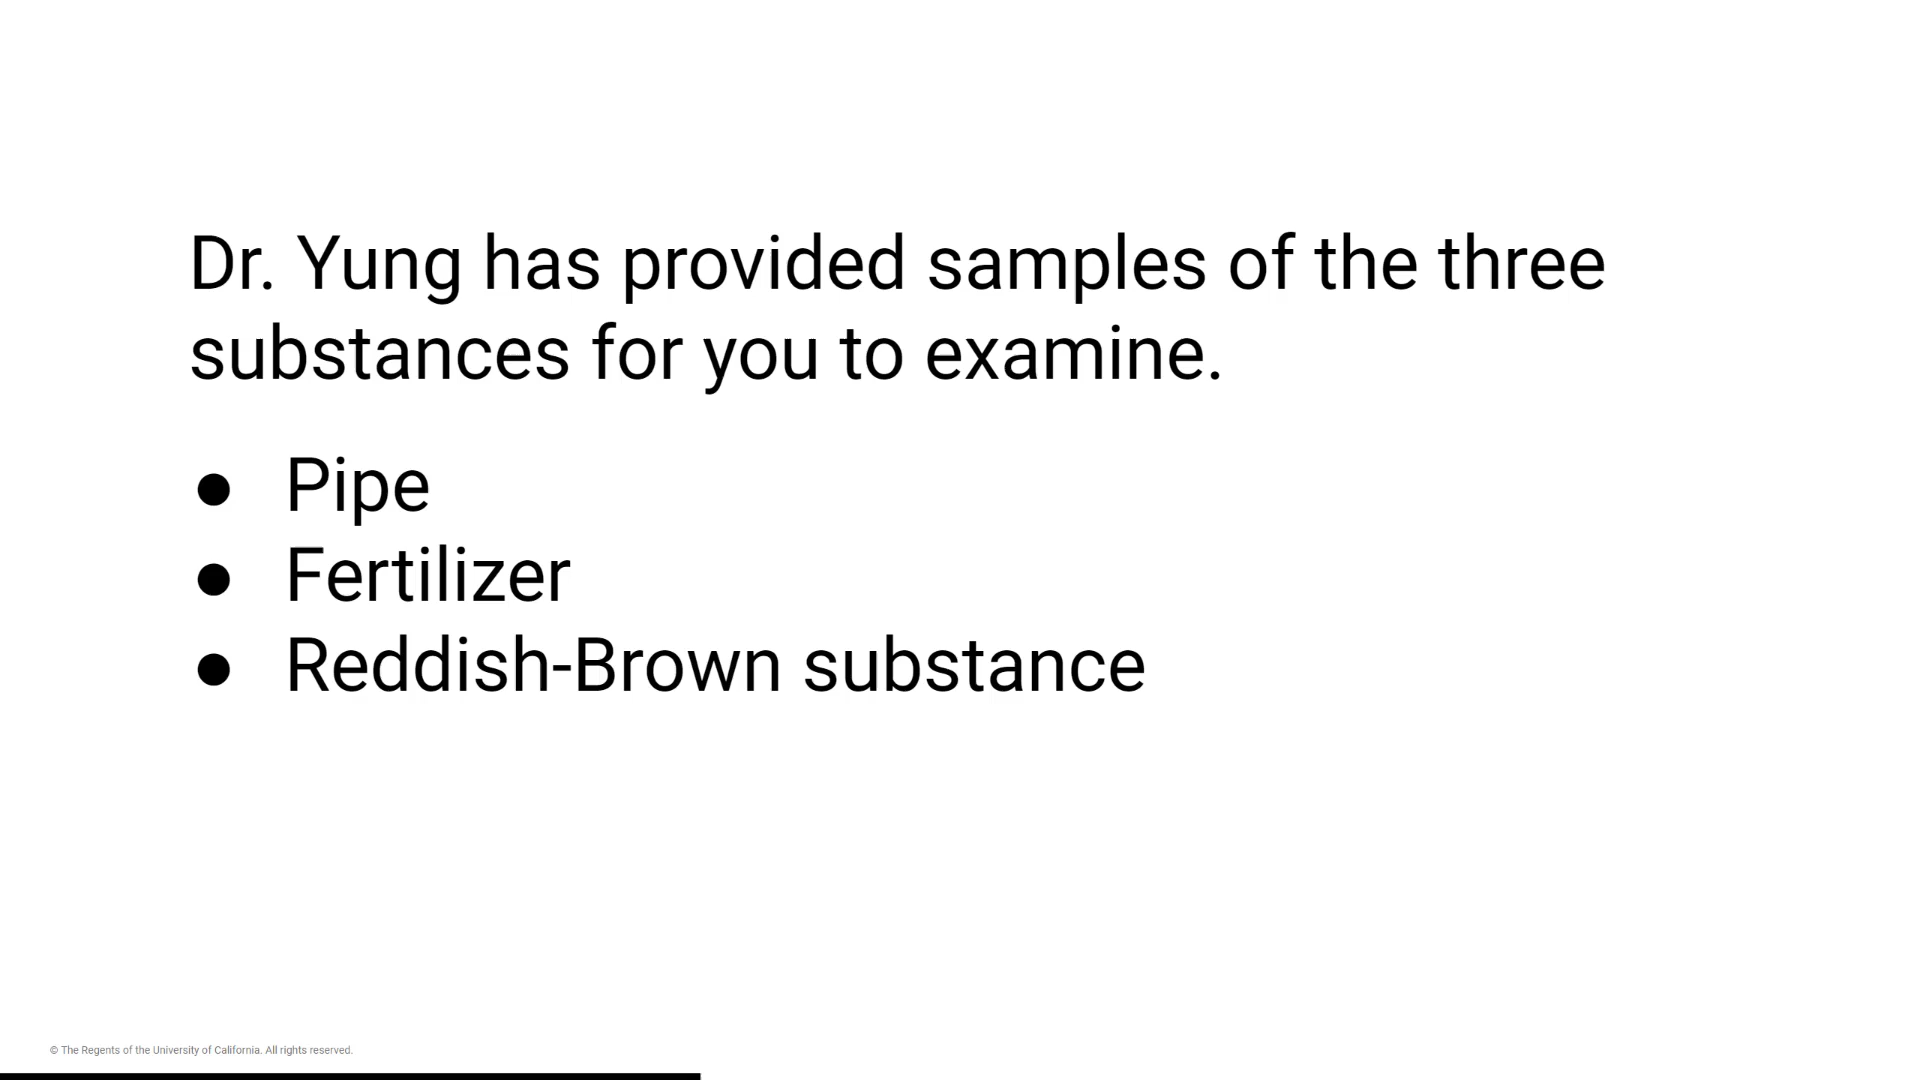 Dr. Yung has provided samples of the three
substances for you to examine.
● Pipe
● Fertilizer
● Reddish-Brown substance
© The Regents of the University of California. All rights reserved.